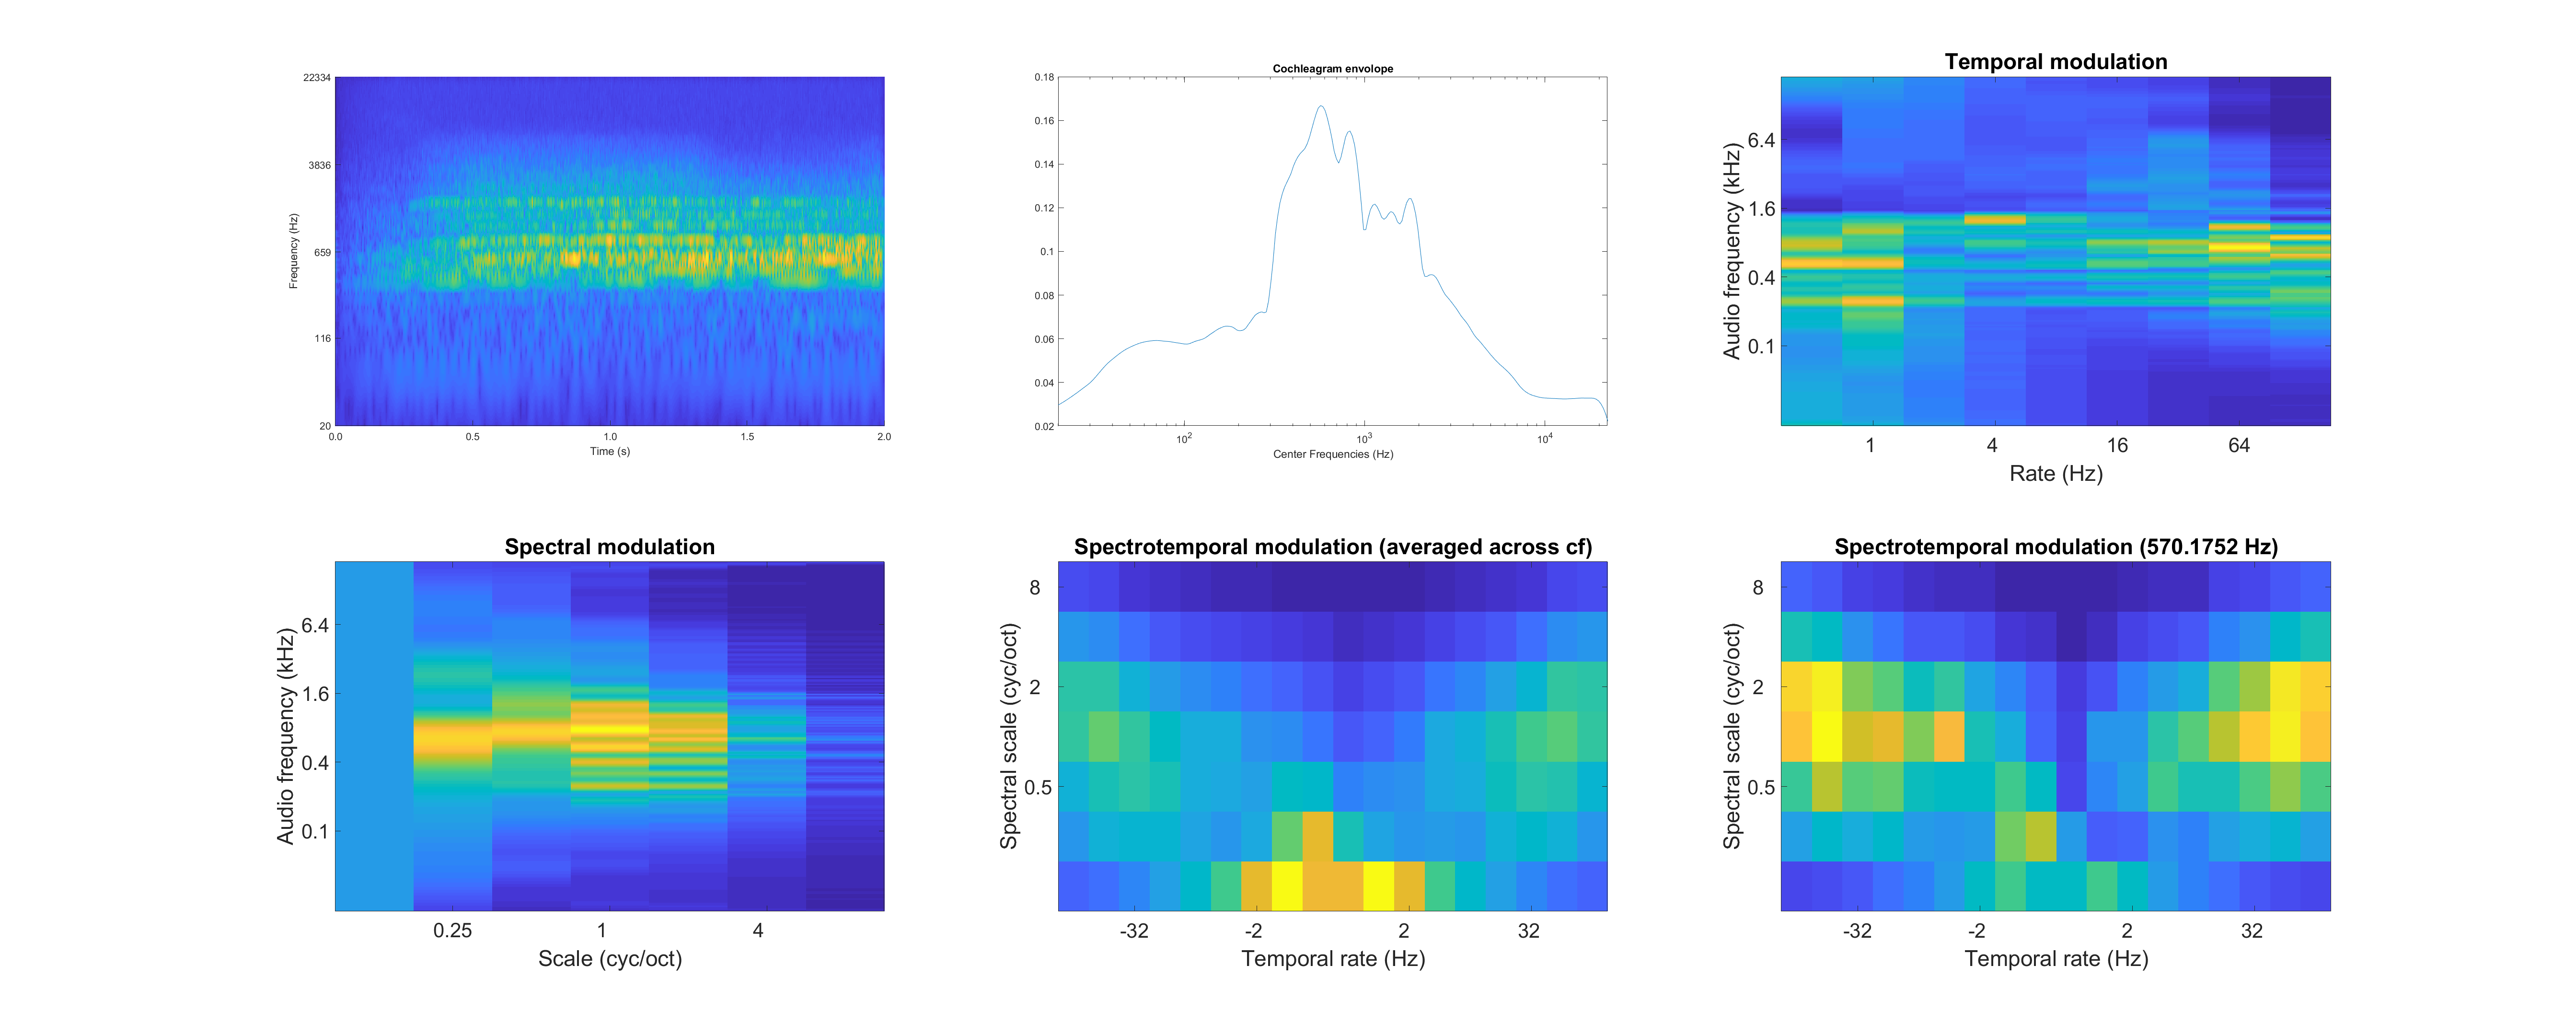 22334
3836
659
116
20
Frequency (Hz)
0.0 0.5 1.0 1.5 2.0
Time (s)
Cochleagram envolope
0.18
0.16
0.14
0.12
0.1
0.08
0.06
0.04
0.02
10² 10³ 10⁴
Center Frequencies (Hz)
Temporal modulation
6.4
1.6
0.4
0.1
Audio frequency (kHz)
1 4 16 64
Rate (Hz)
Spectral modulation
6.4
1.6
0.4
0.1
Audio frequency (kHz)
0.25 1 4
Scale (cyc/oct)
Spectrotemporal modulation (averaged across cf)
8
2
0.5
Spectral scale (cyc/oct)
-32 -2 2 32
Temporal rate (Hz)
Spectrotemporal modulation (570.1752 Hz)
8
2
0.5
Spectral scale (cyc/oct)
-32 -2 2 32
Temporal rate (Hz)